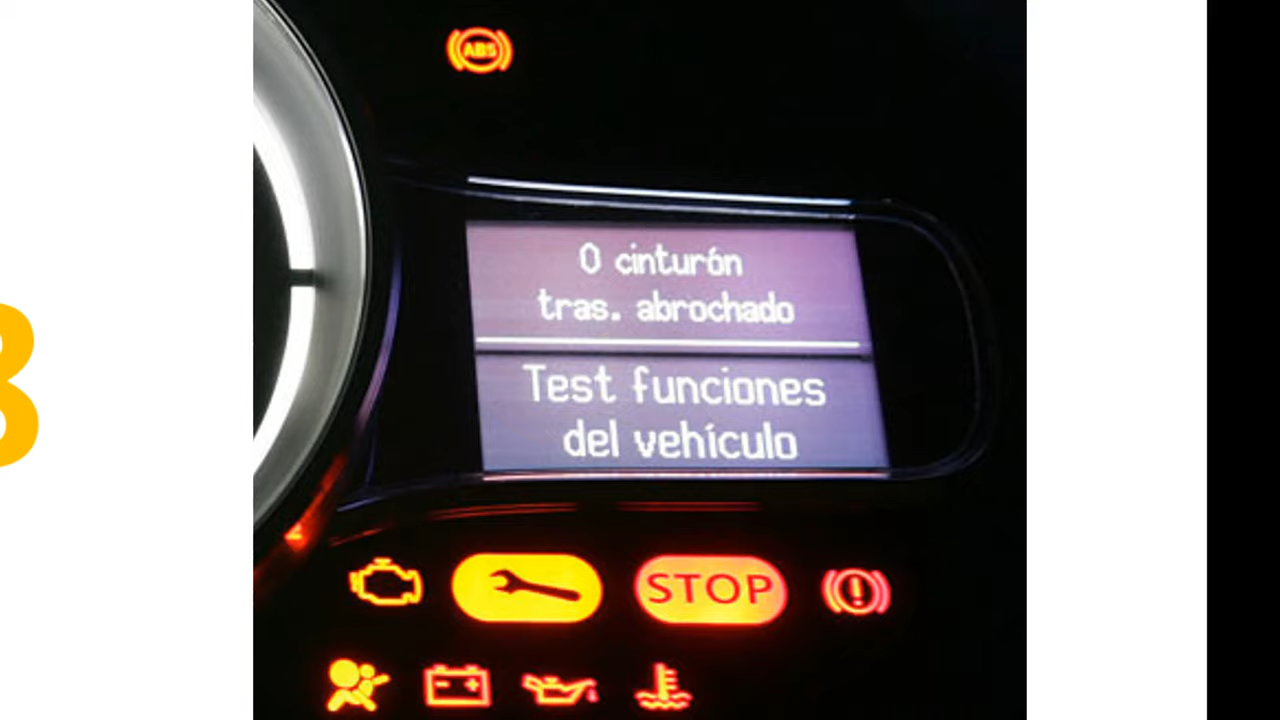 ABS
0 cinturón
tras. abrochado
Test funciones
del vehículo
STOP